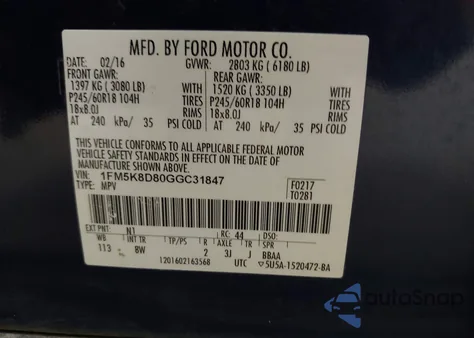 MFD. BY FORD MOTOR CO.
DATE: 02/16 GVWR: 2803 KG ( 6180 LB)
FRONT GAWR: REAR GAWR:
1397 KG ( 3080 LB) 1520 KG ( 3350 LB)
P245/60R18 104H TIRES P245/60R18 104H TIRES
18x8.0J RIMS 18x8.0J RIMS
AT 240 kPa/ 35 PSI COLD AT 240 kPa/ 35 PSI COLD
THIS VEHICLE CONFORMS TO ALL APPLICABLE FEDERAL MOTOR
VEHICLE SAFETY AND THEFT PREVENTION STANDARDS IN EFFECT ON THE DATE OF MANUFACTURE SHOWN ABOVE.
VIN: 1FM5K8D80GGC31847 F0217
TYPE: MPV T0281
EXT PNT: N1 RC: 44 DSO:
WB INT TR TP/PS R AXLE TR SPR
113 - BW 2 3J J BBAA
1201602163568 UTC ▽5U5A-1520472-BA
autoSnap